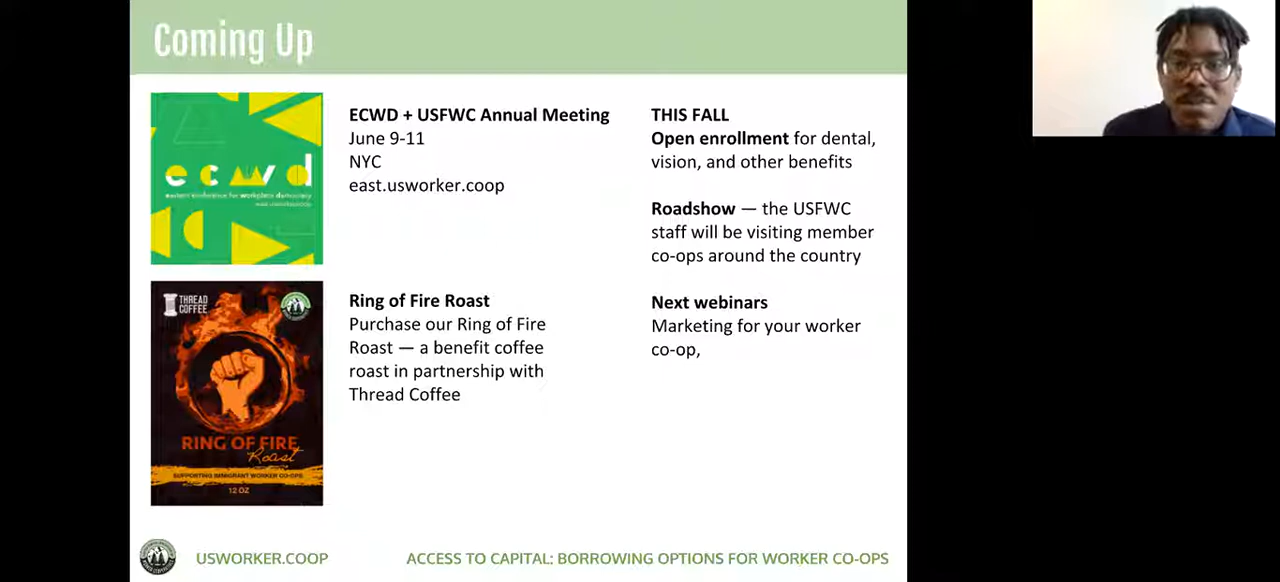 Coming Up
ecwd
eastern conference for workplace democracy
ECWD + USFWC Annual Meeting
June 9-11
NYC
east.usworker.coop
THREAD
COFFEE
RING OF FIRE
Roast
SUPPORTING IMMIGRANT WORKER CO-OPS
12 OZ
Ring of Fire Roast
Purchase our Ring of Fire
Roast — a benefit coffee
roast in partnership with
Thread Coffee
THIS FALL
Open enrollment for dental,
vision, and other benefits
Roadshow — the USFWC
staff will be visiting member
co-ops around the country
Next webinars
Marketing for your worker
co-op,
USWORKER.COOP
ACCESS TO CAPITAL: BORROWING OPTIONS FOR WORKER CO-OPS